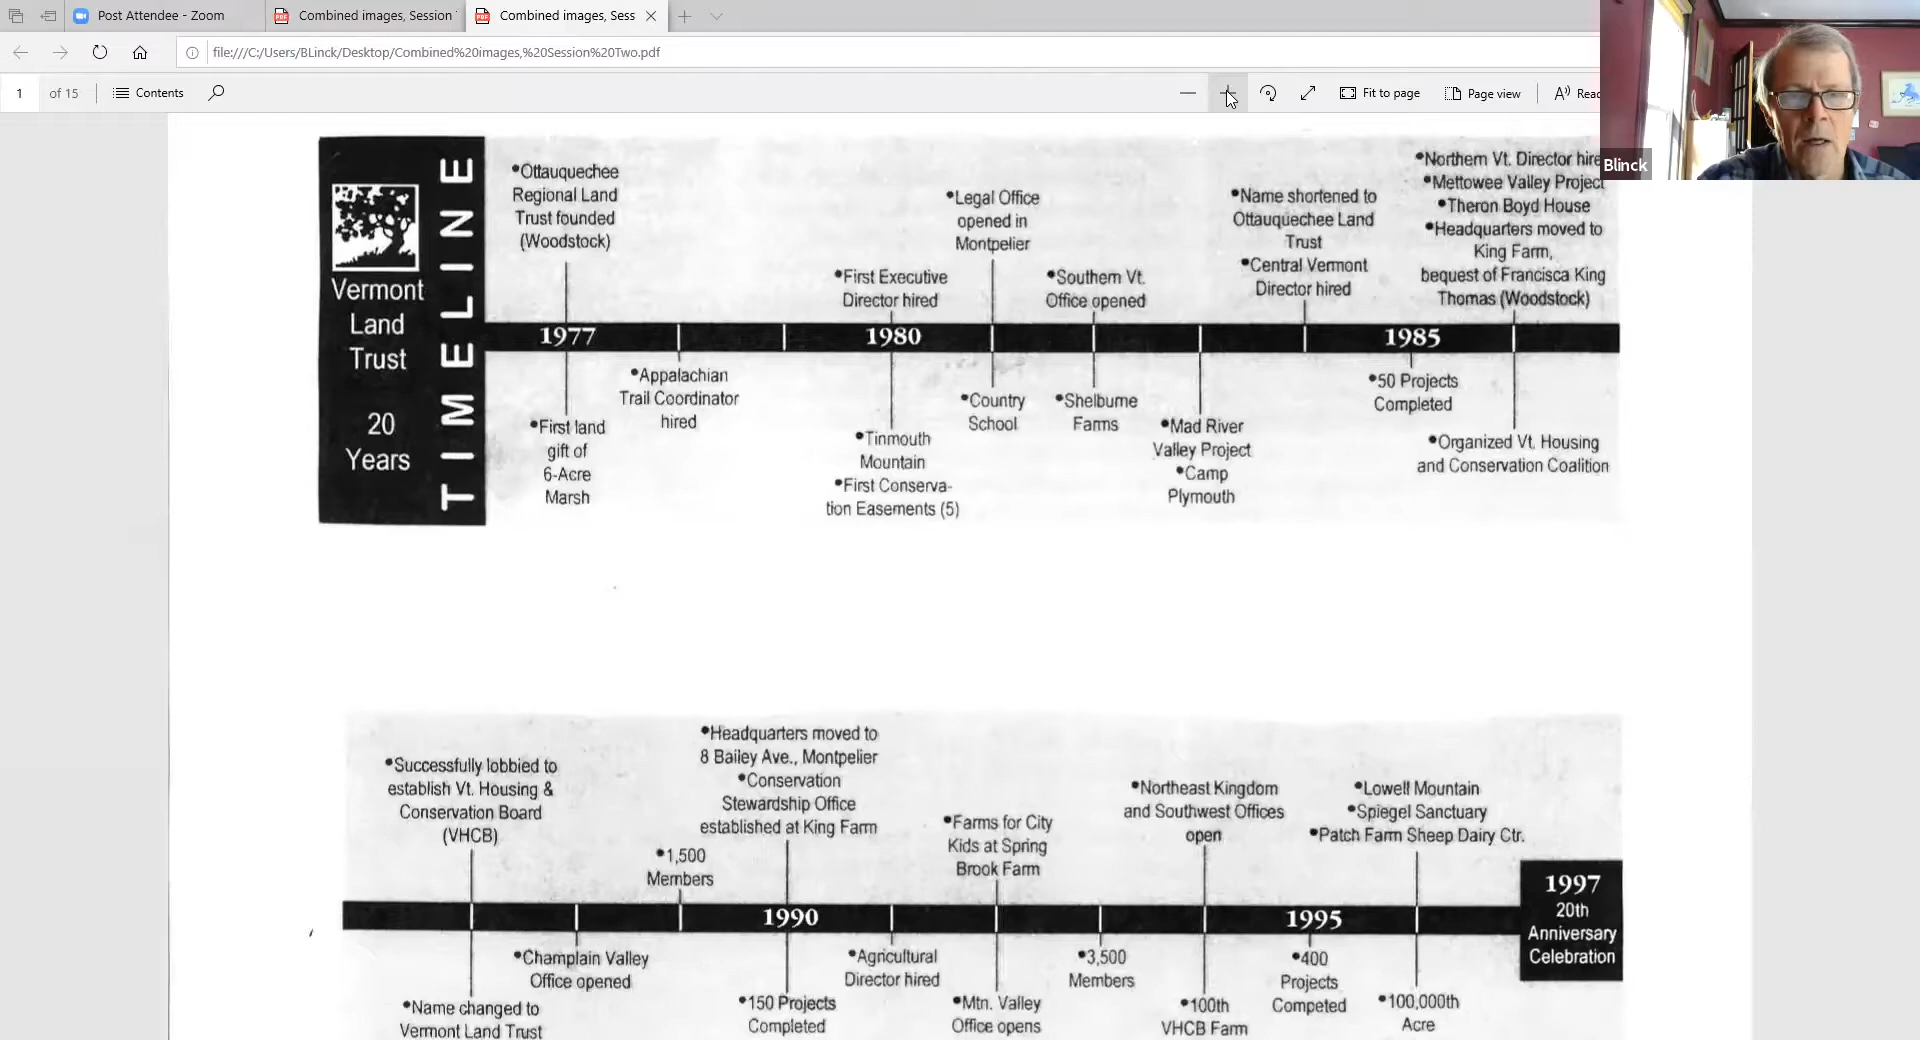 Post Attendee - Zoom
Combined images, Session
Combined images, Sess
file:///C:/Users/BLinck/Desktop/Combined%20images,%20Session%20Two.pdf
1 of 15
Contents
Fit to page
Page view
Blinck
Vermont
Land
Trust
20
Years
TIMELINE
•Ottauquechee
Regional Land
Trust founded
(Woodstock)
•First Executive
Director hired
•Legal Office
opened in
Montpelier
•Southern Vt.
Office opened
•Name shortened to
Ottauquechee Land
Trust
•Central Vermont
Director hired
•Northern Vt. Director hire
•Mettowee Valley Project
•Theron Boyd House
•Headquarters moved to
King Farm,
bequest of Francisca King
Thomas (Woodstock)
1977
1980
1985
•First land
gift of
6-Acre
Marsh
•Appalachian
Trail Coordinator
hired
•Tinmouth
Mountain
•First Conserva-
tion Easements (5)
•Country
School
•Shelburne
Farms
•Mad River
Valley Project
•Camp
Plymouth
•50 Projects
Completed
•Organized Vt. Housing
and Conservation Coalition
•Successfully lobbied to
establish Vt. Housing &
Conservation Board
(VHCB)
•1,500
Members
•Headquarters moved to
8 Bailey Ave., Montpelier
•Conservation
Stewardship Office
established at King Farm
•Farms for City
Kids at Spring
Brook Farm
•Northeast Kingdom
and Southwest Offices
open
•Lowell Mountain
•Spiegel Sanctuary
•Patch Farm Sheep Dairy Ctr.
1990
1995
1997
20th
Anniversary
Celebration
•Name changed to
Vermont Land Trust
•Champlain Valley
Office opened
•150 Projects
Completed
•Agricultural
Director hired
•Mtn. Valley
Office opens
•3,500
Members
•100th
VHCB Farm
•400
Projects
Competed
•100,000th
Acre